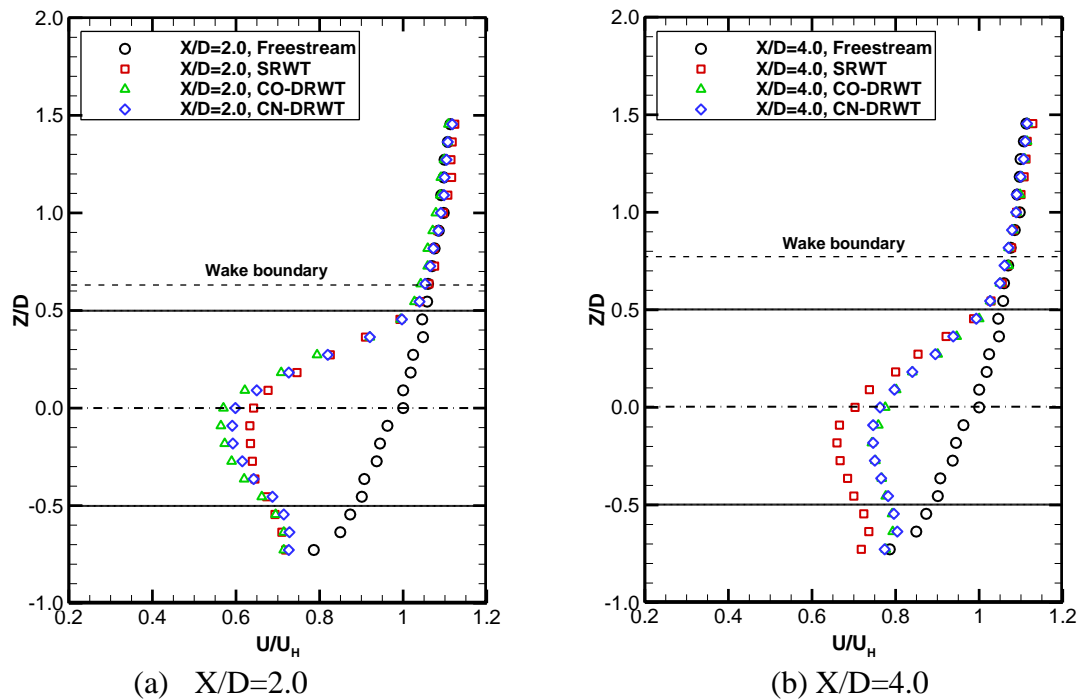 2.0
1.5
1.0
0.5
0.0
-0.5
-1.0
Z/D
X/D=2.0, Freestream
X/D=2.0, SRWT
X/D=2.0, CO-DRWT
X/D=2.0, CN-DRWT
Wake boundary
0.2 0.4 0.6 0.8 1 1.2
U/U_H
(a) X/D=2.0
2.0
1.5
1.0
0.5
0.0
-0.5
-1.0
Z/D
X/D=4.0, Freestream
X/D=4.0, SRWT
X/D=4.0, CO-DRWT
X/D=4.0, CN-DRWT
Wake boundary
0.2 0.4 0.6 0.8 1 1.2
U/U_H
(b) X/D=4.0